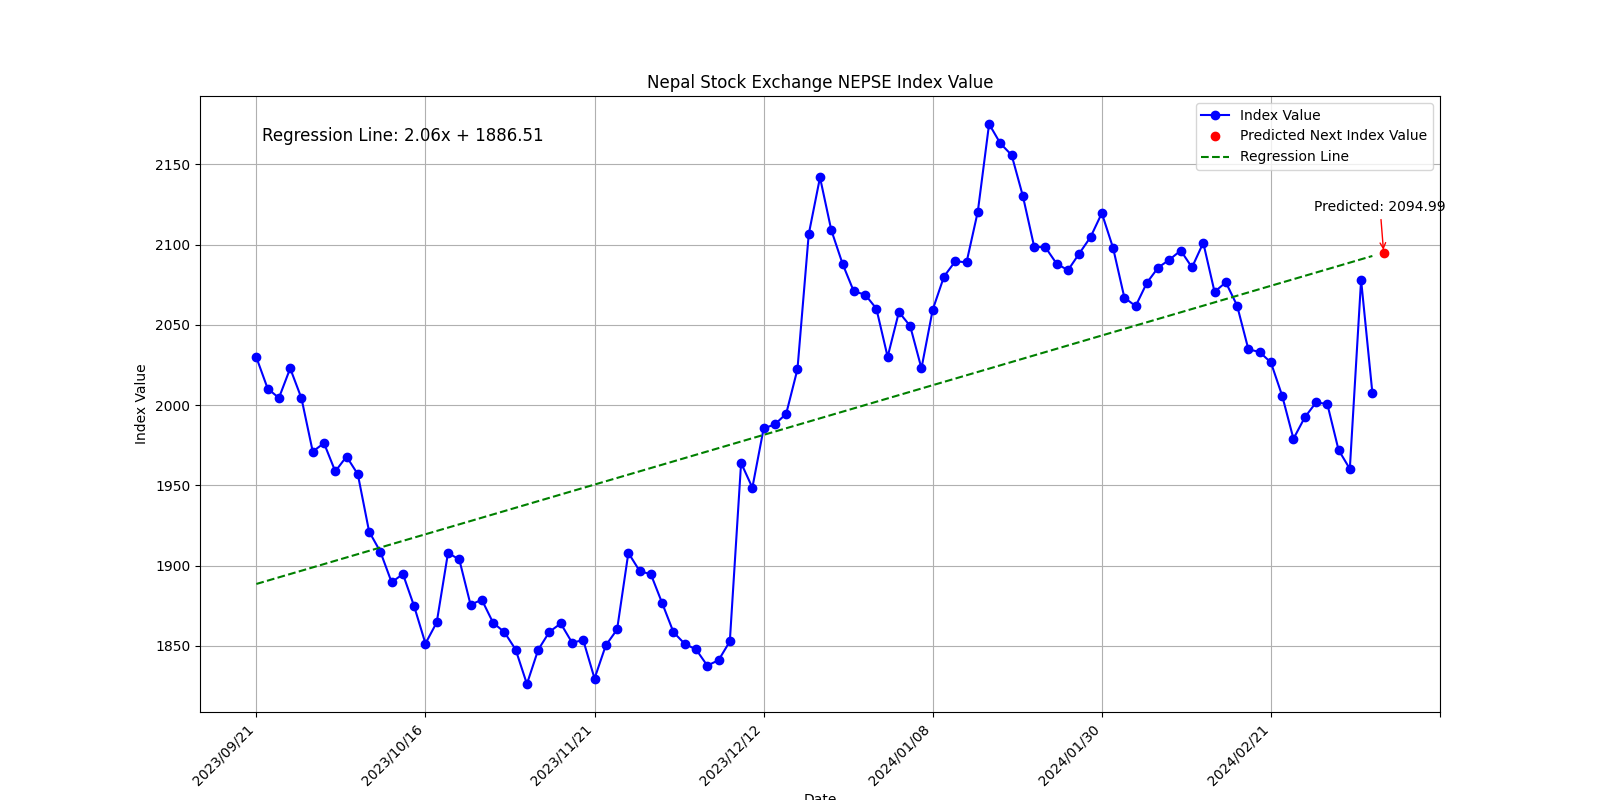 Nepal Stock Exchange NEPSE Index Value
Regression Line: 2.06x + 1886.51
Index Value
Predicted Next Index Value
Regression Line
Predicted: 2094.99
2150
2100
2050
2000
1950
1900
1850
Index Value
2023/09/21
2023/10/16
2023/11/21
2023/12/12
2024/01/08
2024/01/30
2024/02/21
Date